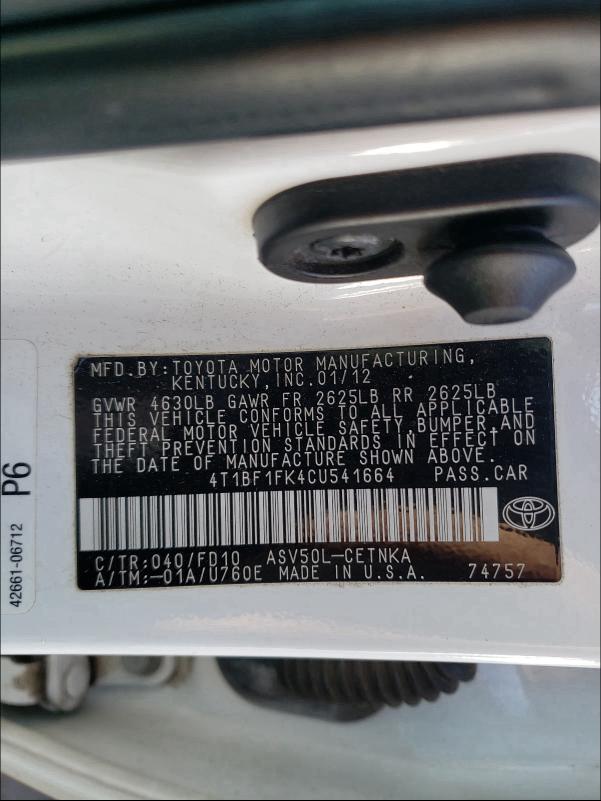 MFD. BY: TOYOTA MOTOR MANUFACTURING,
KENTUCKY, INC. 01/12
GVWR 4630LB GAWR FR 2625LB RR 2625LB
THIS VEHICLE CONFORMS TO ALL APPLICABLE
FEDERAL MOTOR VEHICLE SAFETY, BUMPER, AND
THEFT PREVENTION STANDARDS IN EFFECT ON
THE DATE OF MANUFACTURE SHOWN ABOVE.
4T1BF1FK4CU541664 PASS. CAR
C/TR: 040/FD10 ASV50L-CETNKA
A/TM: -01A/U760E MADE IN U.S.A. 74757
P6
42661-06712